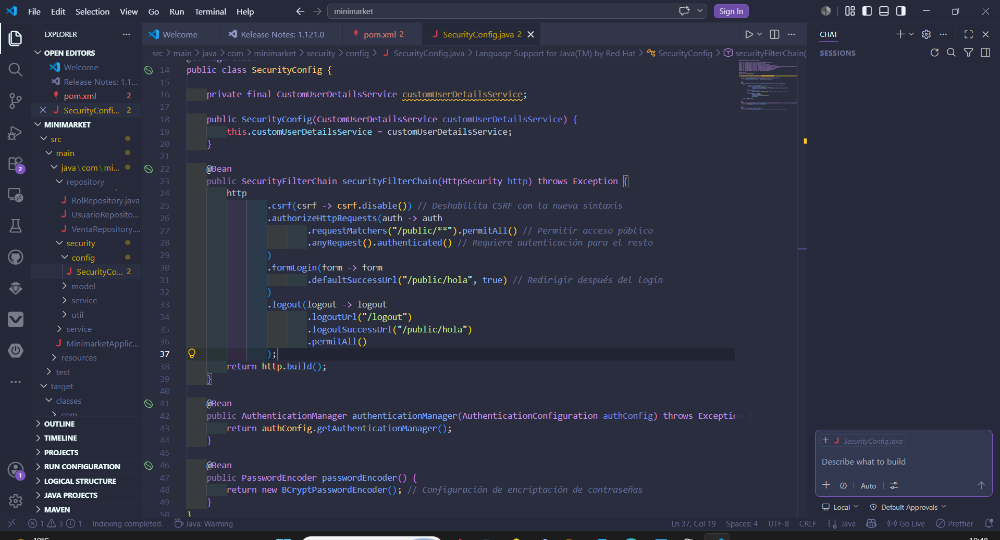 File Edit Selection View Go Run Terminal Help
minimarket
Sign In
EXPLORER
OPEN EDITORS
Welcome
Release Notes: 1.1...
pom.xml 2
SecurityConfi... 2
MINIMARKET
src
main
java\com\mi...
repository
RolRepository.java
UsuarioReposito...
VentaRepository....
security
config
SecurityCo... 2
model
service
util
service
MinimarketApplic...
resources
test
target
classes
com
OUTLINE
TIMELINE
PROJECTS
RUN CONFIGURATION
LOGICAL STRUCTURE
JAVA PROJECTS
MAVEN
2
1
Welcome
Release Notes: 1.121.0
pom.xml 2
SecurityConfig.java 2
src > main > java > com > minimarket > security > config > SecurityConfig.java > Language Support for Java(TM) by Red Hat > SecurityConfig > securityFilterChain(
14 public class SecurityConfig {
15
16 private final CustomUserDetailsService customUserDetailsService;
17
18 public SecurityConfig(CustomUserDetailsService customUserDetailsService) {
19 this.customUserDetailsService = customUserDetailsService;
20 }
21
22 @Bean
23 public SecurityFilterChain securityFilterChain(HttpSecurity http) throws Exception {
24 http
25 .csrf(csrf -> csrf.disable()) // Deshabilita CSRF con la nueva sintaxis
26 .authorizeHttpRequests(auth -> auth
27 .requestMatchers("/public/**").permitAll() // Permitir acceso público
28 .anyRequest().authenticated() // Requiere autenticación para el resto
29 )
30 .formLogin(form -> form
31 .defaultSuccessUrl("/public/hola", true) // Redirigir después del login
32 )
33 .logout(logout -> logout
34 .logoutUrl("/logout")
35 .logoutSuccessUrl("/public/hola")
36 .permitAll()
37 );
38 return http.build();
39 }
40
41 @Bean
42 public AuthenticationManager authenticationManager(AuthenticationConfiguration authConfig) throws Exception {
43 return authConfig.getAuthenticationManager();
44 }
45
46 @Bean
47 public PasswordEncoder passwordEncoder() {
48 return new BCryptPasswordEncoder(); // Configuración de encriptación de contraseñas
49 }
50 }
CHAT
SESSIONS
SecurityConfig.java
Describe what to build
Auto
Local
Default Approvals
1 3 1 Indexing completed. Java: Warning
Ln 37, Col 19 Spaces: 4 UTF-8 CRLF Java Go Live Prettier